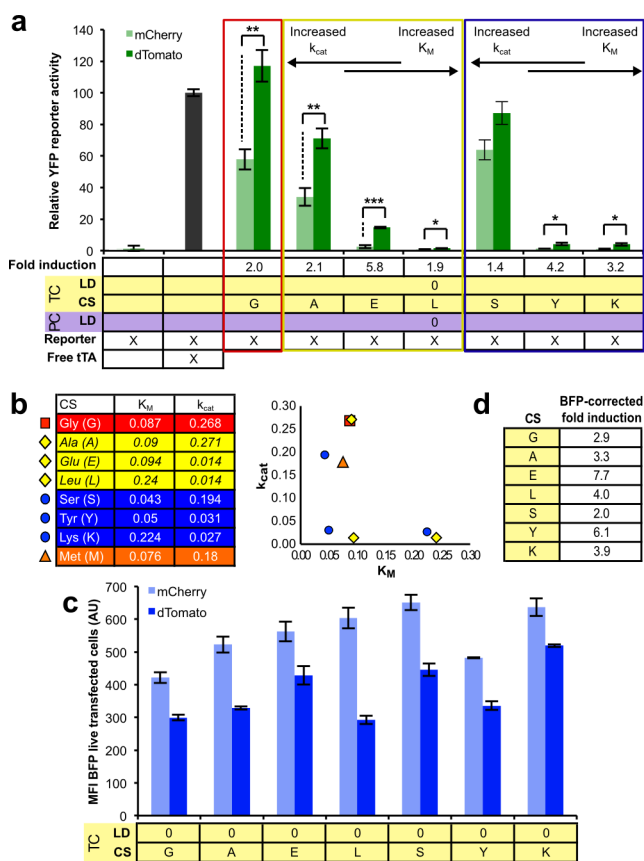 a
mCherry
dTomato
Increased kcat
Increased KM
Increased kcat
Increased KM
Relative YFP reporter activity
140
120
100
80
60
40
20
0
** ** *** * * *
Fold induction 2.0 2.1 5.8 1.9 1.4 4.2 3.2
TC LD 0
CS G A E L S Y K
PC LD 0
Reporter X X X X X X X X X
Free tTA X
b
CS KM kcat
Gly (G) 0.087 0.268
Ala (A) 0.09 0.271
Glu (E) 0.094 0.014
Leu (L) 0.24 0.014
Ser (S) 0.043 0.194
Tyr (Y) 0.05 0.031
Lys (K) 0.224 0.027
Met (M) 0.076 0.18
kcat
0.30
0.25
0.20
0.15
0.10
0.05
0.00
0.00 0.05 0.10 0.15 0.20 0.25 0.30
KM
d
CS BFP-corrected fold induction
G 2.9
A 3.3
E 7.7
L 4.0
S 2.0
Y 6.1
K 3.9
c
mCherry
dTomato
MFI BFP live transfected cells (AU)
700
600
500
400
300
200
100
0
TC LD 0 0 0 0 0 0 0
CS G A E L S Y K